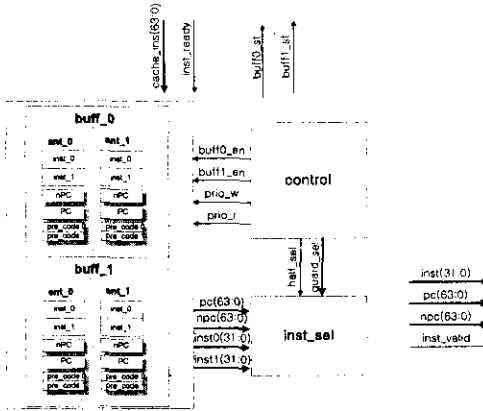 cache_ins(63:0)
inst_ready
buff0_st
buff1_st
buff_0
ent_0
ent_1
inst_0
inst_0
inst_1
inst_1
nPC
nPC
PC
PC
pre_code
pre_code
pre_code
pre_code
buff0_en
buff1_en
prio_w
prio_r
control
half_sel
guard_sel
buff_1
ent_0
ent_1
inst_0
inst_0
inst_1
inst_1
nPC
nPC
PC
PC
pre_code
pre_code
pre_code
pre_code
pc(63:0)
npc(63:0)
inst0(31:0)
inst1(31:0)
inst_sel
inst(31:0)
pc(63:0)
npc(63:0)
inst_valid